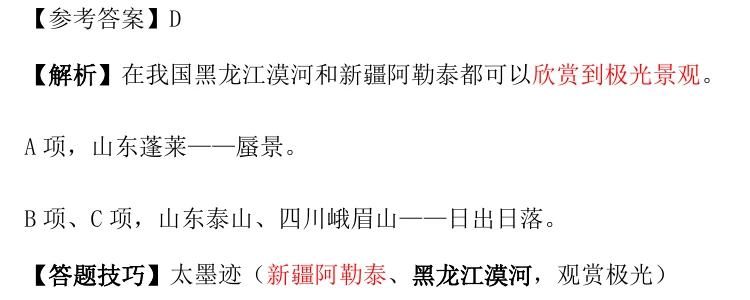 【参考答案】D
【解析】在我国黑龙江漠河和新疆阿勒泰都可以欣赏到极光景观。
A 项，山东蓬莱——蜃景。
B 项、C 项，山东泰山、四川峨眉山——日出日落。
【答题技巧】太墨迹（新疆阿勒泰、黑龙江漠河，观赏极光）